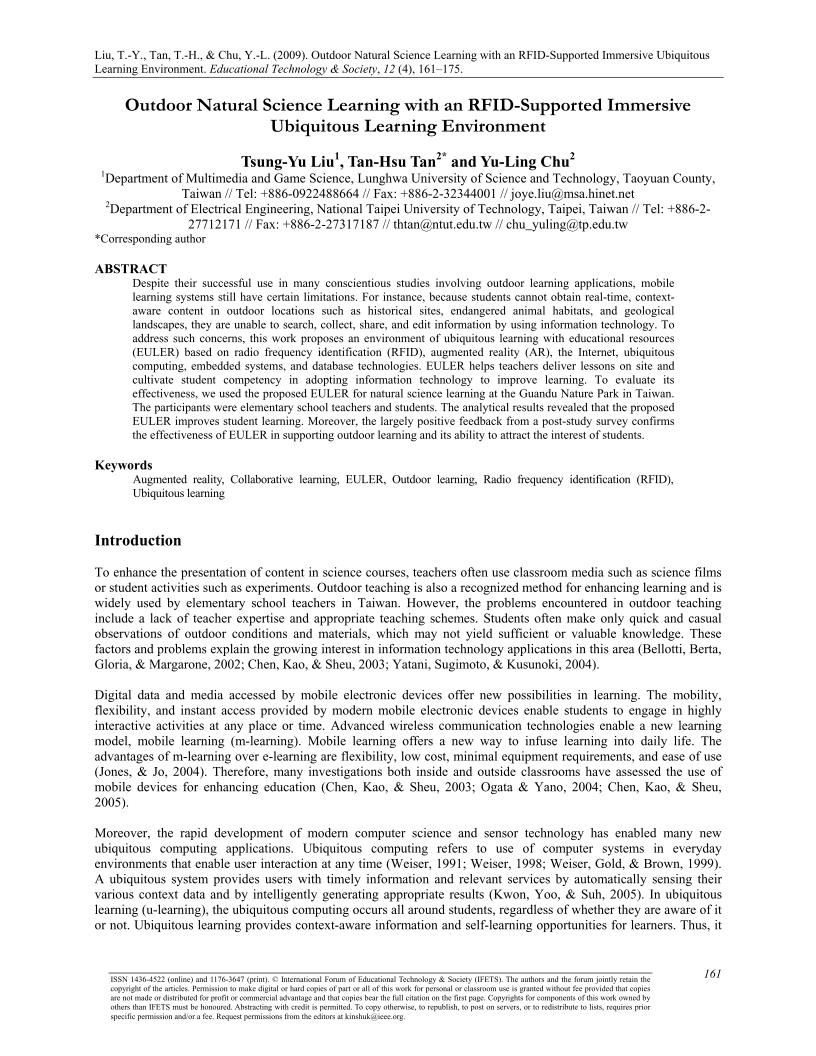 Liu, T.-Y., Tan, T.-H., & Chu, Y.-L. (2009). Outdoor Natural Science Learning with an RFID-Supported Immersive Ubiquitous
Learning Environment. Educational Technology & Society, 12 (4), 161–175.
Outdoor Natural Science Learning with an RFID-Supported Immersive
Ubiquitous Learning Environment
Tsung-Yu Liu1, Tan-Hsu Tan2* and Yu-Ling Chu2
1Department of Multimedia and Game Science, Lunghwa University of Science and Technology, Taoyuan County,
Taiwan // Tel: +886-0922488664 // Fax: +886-2-32344001 // joye.liu@msa.hinet.net
2Department of Electrical Engineering, National Taipei University of Technology, Taipei, Taiwan // Tel: +886-2-
27712171 // Fax: +886-2-27317187 // thtan@ntut.edu.tw // chu_yuling@tp.edu.tw
*Corresponding author
ABSTRACT
Despite their successful use in many conscientious studies involving outdoor learning applications, mobile
learning systems still have certain limitations. For instance, because students cannot obtain real-time, context-
aware content in outdoor locations such as historical sites, endangered animal habitats, and geological
landscapes, they are unable to search, collect, share, and edit information by using information technology. To
address such concerns, this work proposes an environment of ubiquitous learning with educational resources
(EULER) based on radio frequency identification (RFID), augmented reality (AR), the Internet, ubiquitous
computing, embedded systems, and database technologies. EULER helps teachers deliver lessons on site and
cultivate student competency in adopting information technology to improve learning. To evaluate its
effectiveness, we used the proposed EULER for natural science learning at the Guandu Nature Park in Taiwan.
The participants were elementary school teachers and students. The analytical results revealed that the proposed
EULER improves student learning. Moreover, the largely positive feedback from a post-study survey confirms
the effectiveness of EULER in supporting outdoor learning and its ability to attract the interest of students.
Keywords
Augmented reality, Collaborative learning, EULER, Outdoor learning, Radio frequency identification (RFID),
Ubiquitous learning
Introduction
To enhance the presentation of content in science courses, teachers often use classroom media such as science films
or student activities such as experiments. Outdoor teaching is also a recognized method for enhancing learning and is
widely used by elementary school teachers in Taiwan. However, the problems encountered in outdoor teaching
include a lack of teacher expertise and appropriate teaching schemes. Students often make only quick and casual
observations of outdoor conditions and materials, which may not yield sufficient or valuable knowledge. These
factors and problems explain the growing interest in information technology applications in this area (Bellotti, Berta,
Gloria, & Margarone, 2002; Chen, Kao, & Sheu, 2003; Yatani, Sugimoto, & Kusunoki, 2004).
Digital data and media accessed by mobile electronic devices offer new possibilities in learning. The mobility,
flexibility, and instant access provided by modern mobile electronic devices enable students to engage in highly
interactive activities at any place or time. Advanced wireless communication technologies enable a new learning
model, mobile learning (m-learning). Mobile learning offers a new way to infuse learning into daily life. The
advantages of m-learning over e-learning are flexibility, low cost, minimal equipment requirements, and ease of use
(Jones, & Jo, 2004). Therefore, many investigations both inside and outside classrooms have assessed the use of
mobile devices for enhancing education (Chen, Kao, & Sheu, 2003; Ogata & Yano, 2004; Chen, Kao, & Sheu,
2005).
Moreover, the rapid development of modern computer science and sensor technology has enabled many new
ubiquitous computing applications. Ubiquitous computing refers to use of computer systems in everyday
environments that enable user interaction at any time (Weiser, 1991; Weiser, 1998; Weiser, Gold, & Brown, 1999).
A ubiquitous system provides users with timely information and relevant services by automatically sensing their
various context data and by intelligently generating appropriate results (Kwon, Yoo, & Suh, 2005). In ubiquitous
learning (u-learning), the ubiquitous computing occurs all around students, regardless of whether they are aware of it
or not. Ubiquitous learning provides context-aware information and self-learning opportunities for learners. Thus, it
ISSN 1436-4522 (online) and 1176-3647 (print). © International Forum of Educational Technology & Society (IFETS). The authors and the forum jointly retain the
copyright of the articles. Permission to make digital or hard copies of part or all of this work for personal or classroom use is granted without fee provided that copies
are not made or distributed for profit or commercial advantage and that copies bear the full citation on the first page. Copyrights for components of this work owned by
others than IFETS must be honoured. Abstracting with credit is permitted. To copy otherwise, to republish, to post on servers, or to redistribute to lists, requires prior
specific permission and/or a fee. Request permissions from the editors at kinshuk@ieee.org.
161